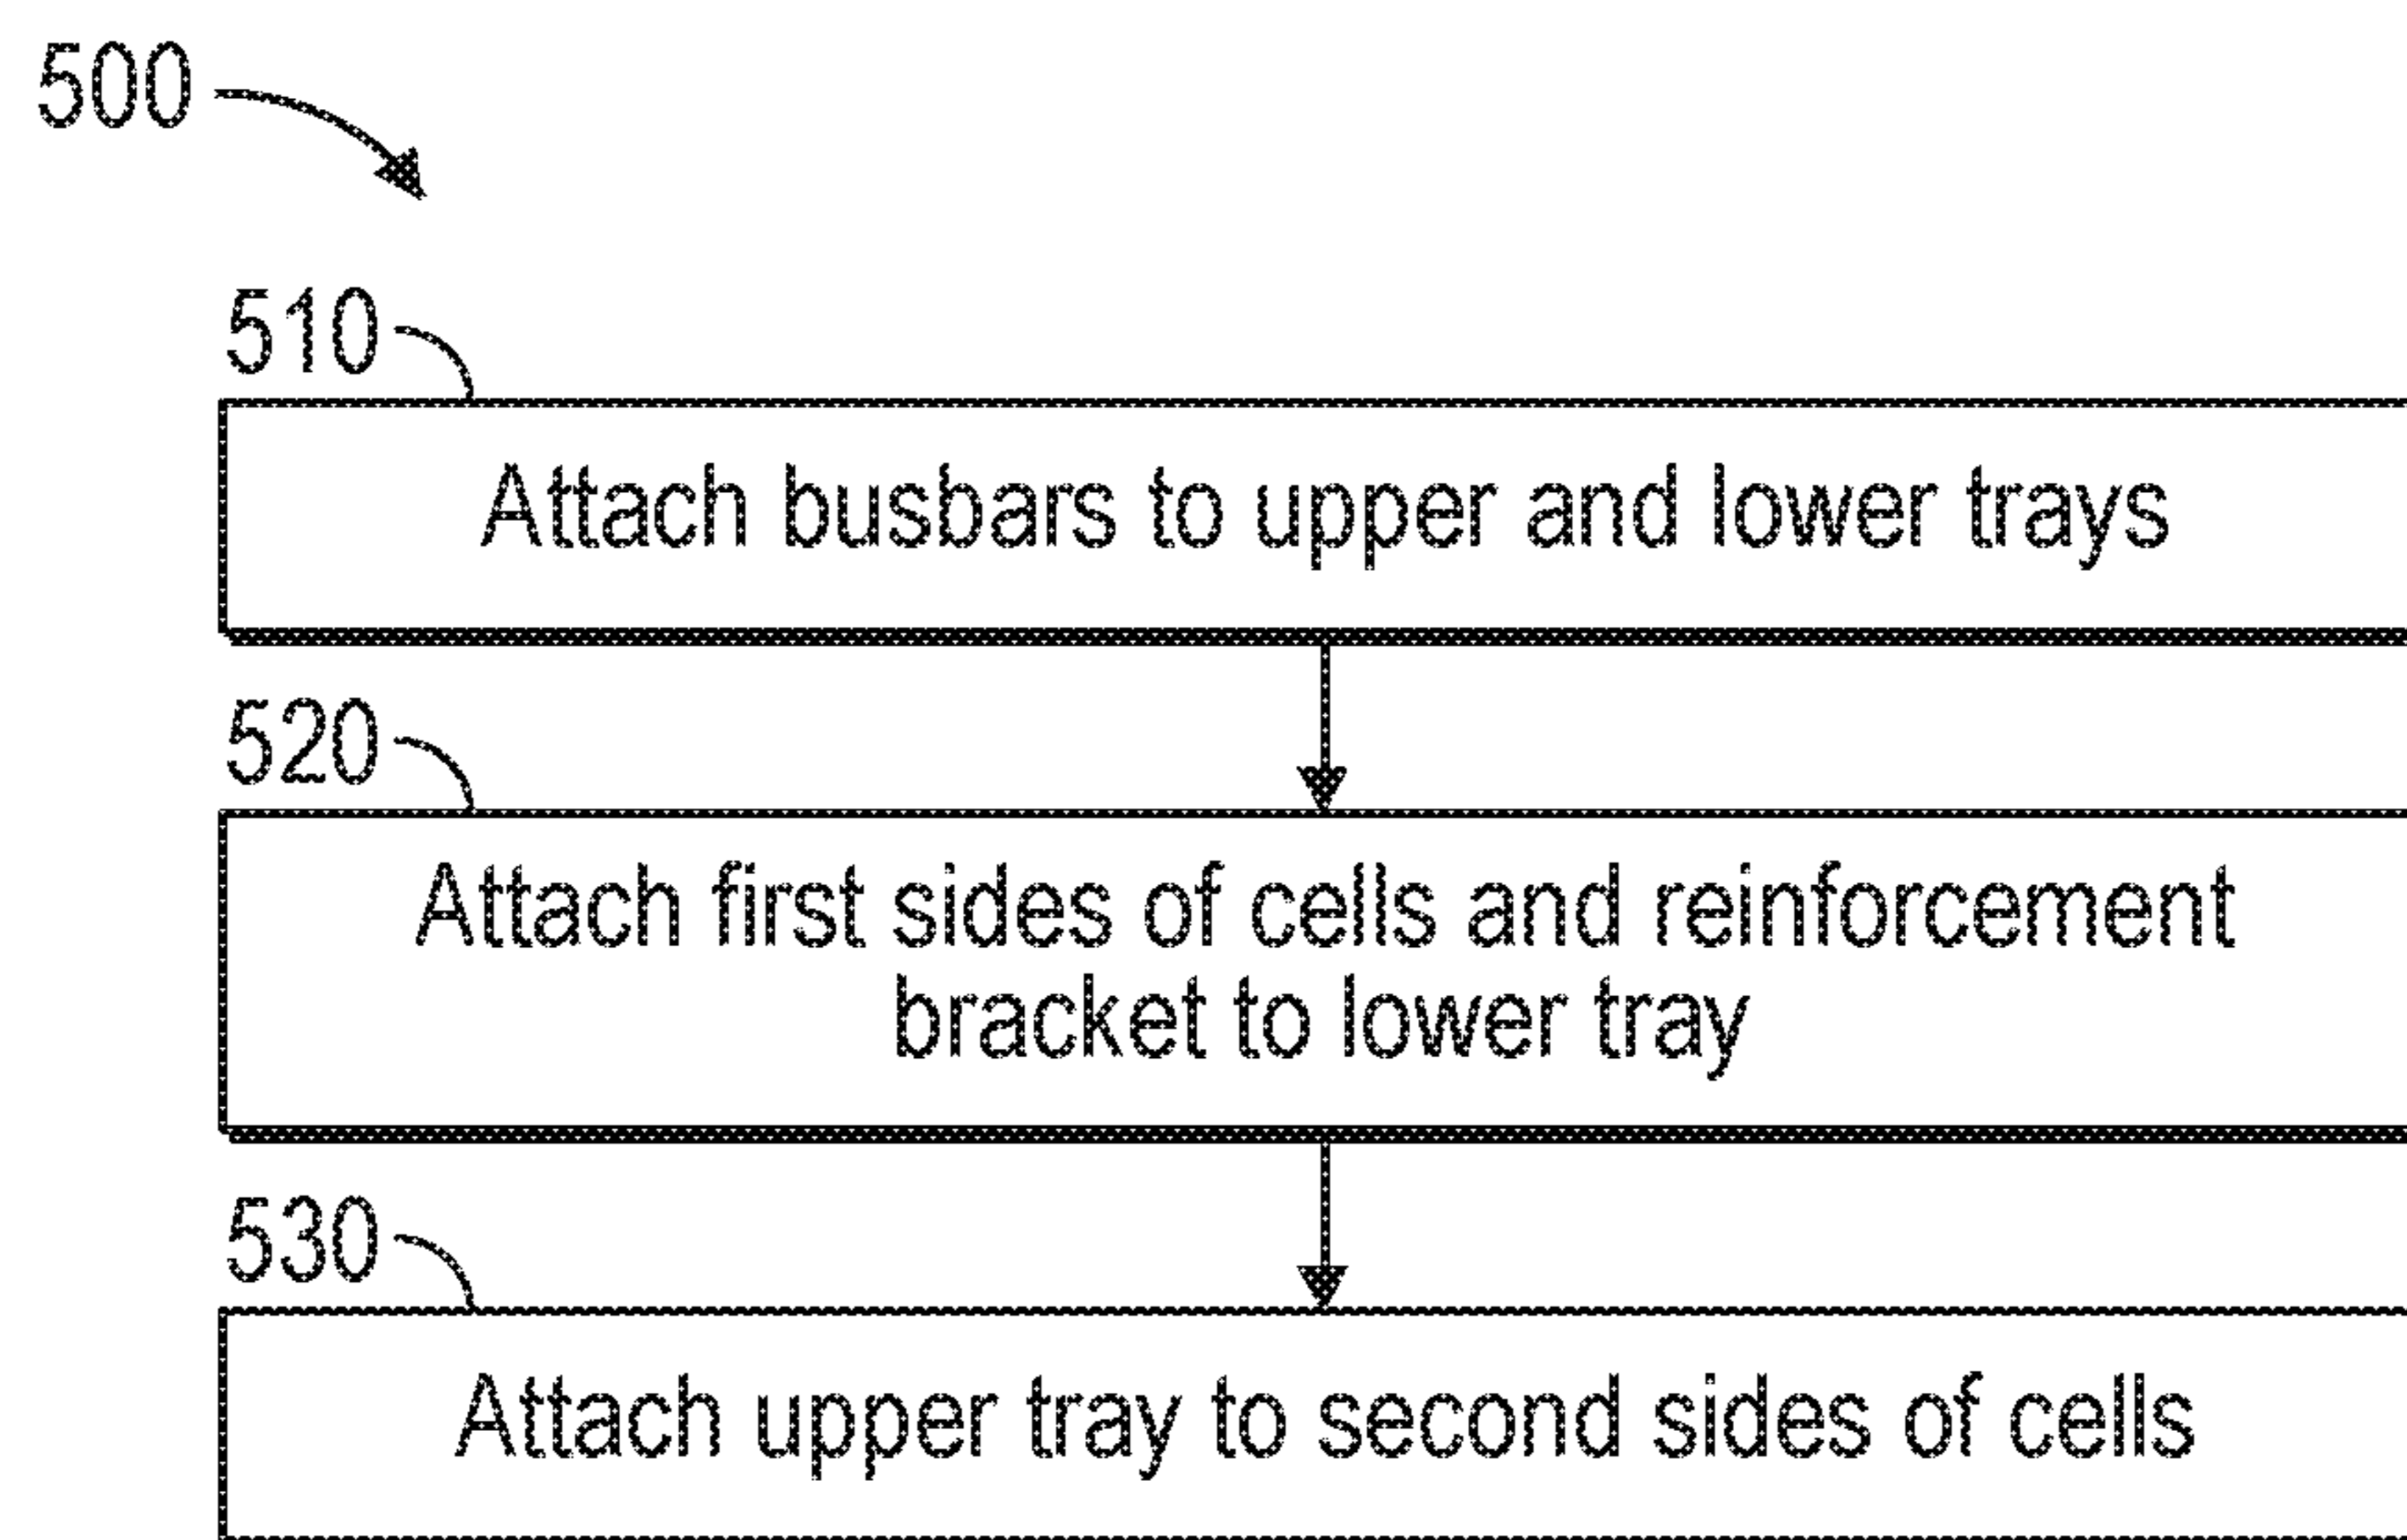 500
510
Attach busbars to upper and lower trays
520
Attach first sides of cells and reinforcement
bracket to lower tray
530
Attach upper tray to second sides of cells